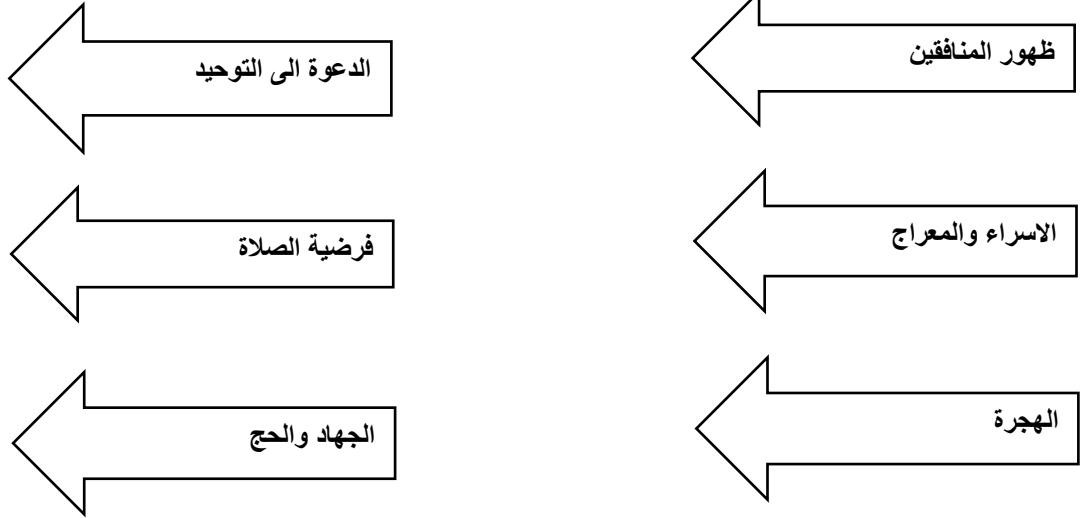 ظهور المنافقين
الدعوة الى التوحيد
الاسراء والمعراج
فرضية الصلاة
الهجرة
الجهاد والحج